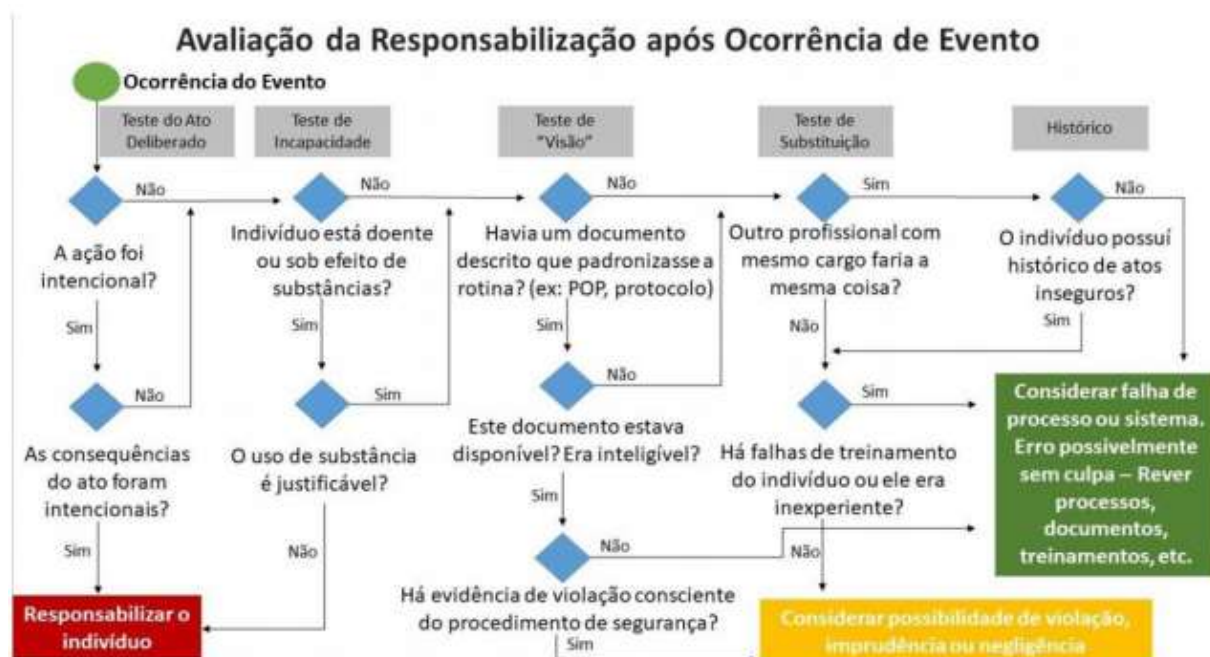 Avaliação da Responsabilização após Ocorrência de Evento
Ocorrência do Evento
Teste do Ato
Deliberado
Teste de
Incapacidade
Teste de
"Visão"
Teste de
Substituição
Histórico
Não
Não
Não
Sim
Não
A ação foi
intencional?
Indivíduo está doente
ou sob efeito de
substâncias?
Havia um documento
descrito que padronizasse a
rotina? (ex: POP, protocolo)
Outro profissional com
mesmo cargo faria a
mesma coisa?
O indivíduo possuí
histórico de atos
inseguros?
Sim
Sim
Sim
Não
Sim
Não
Sim
Não
Sim
As consequências
do ato foram
intencionais?
O uso de substância
é justificável?
Este documento estava
disponível? Era inteligível?
Há falhas de treinamento
do indivíduo ou ele era
inexperiente?
Considerar falha de
processo ou sistema.
Erro possivelmente
sem culpa – Rever
processos,
documentos,
treinamentos, etc.
Sim
Não
Sim
Não
Não
Há evidência de violação consciente
do procedimento de segurança?
Sim
Responsabilizar o
indivíduo
Considerar possibilidade de violação,
imprudência ou negligência